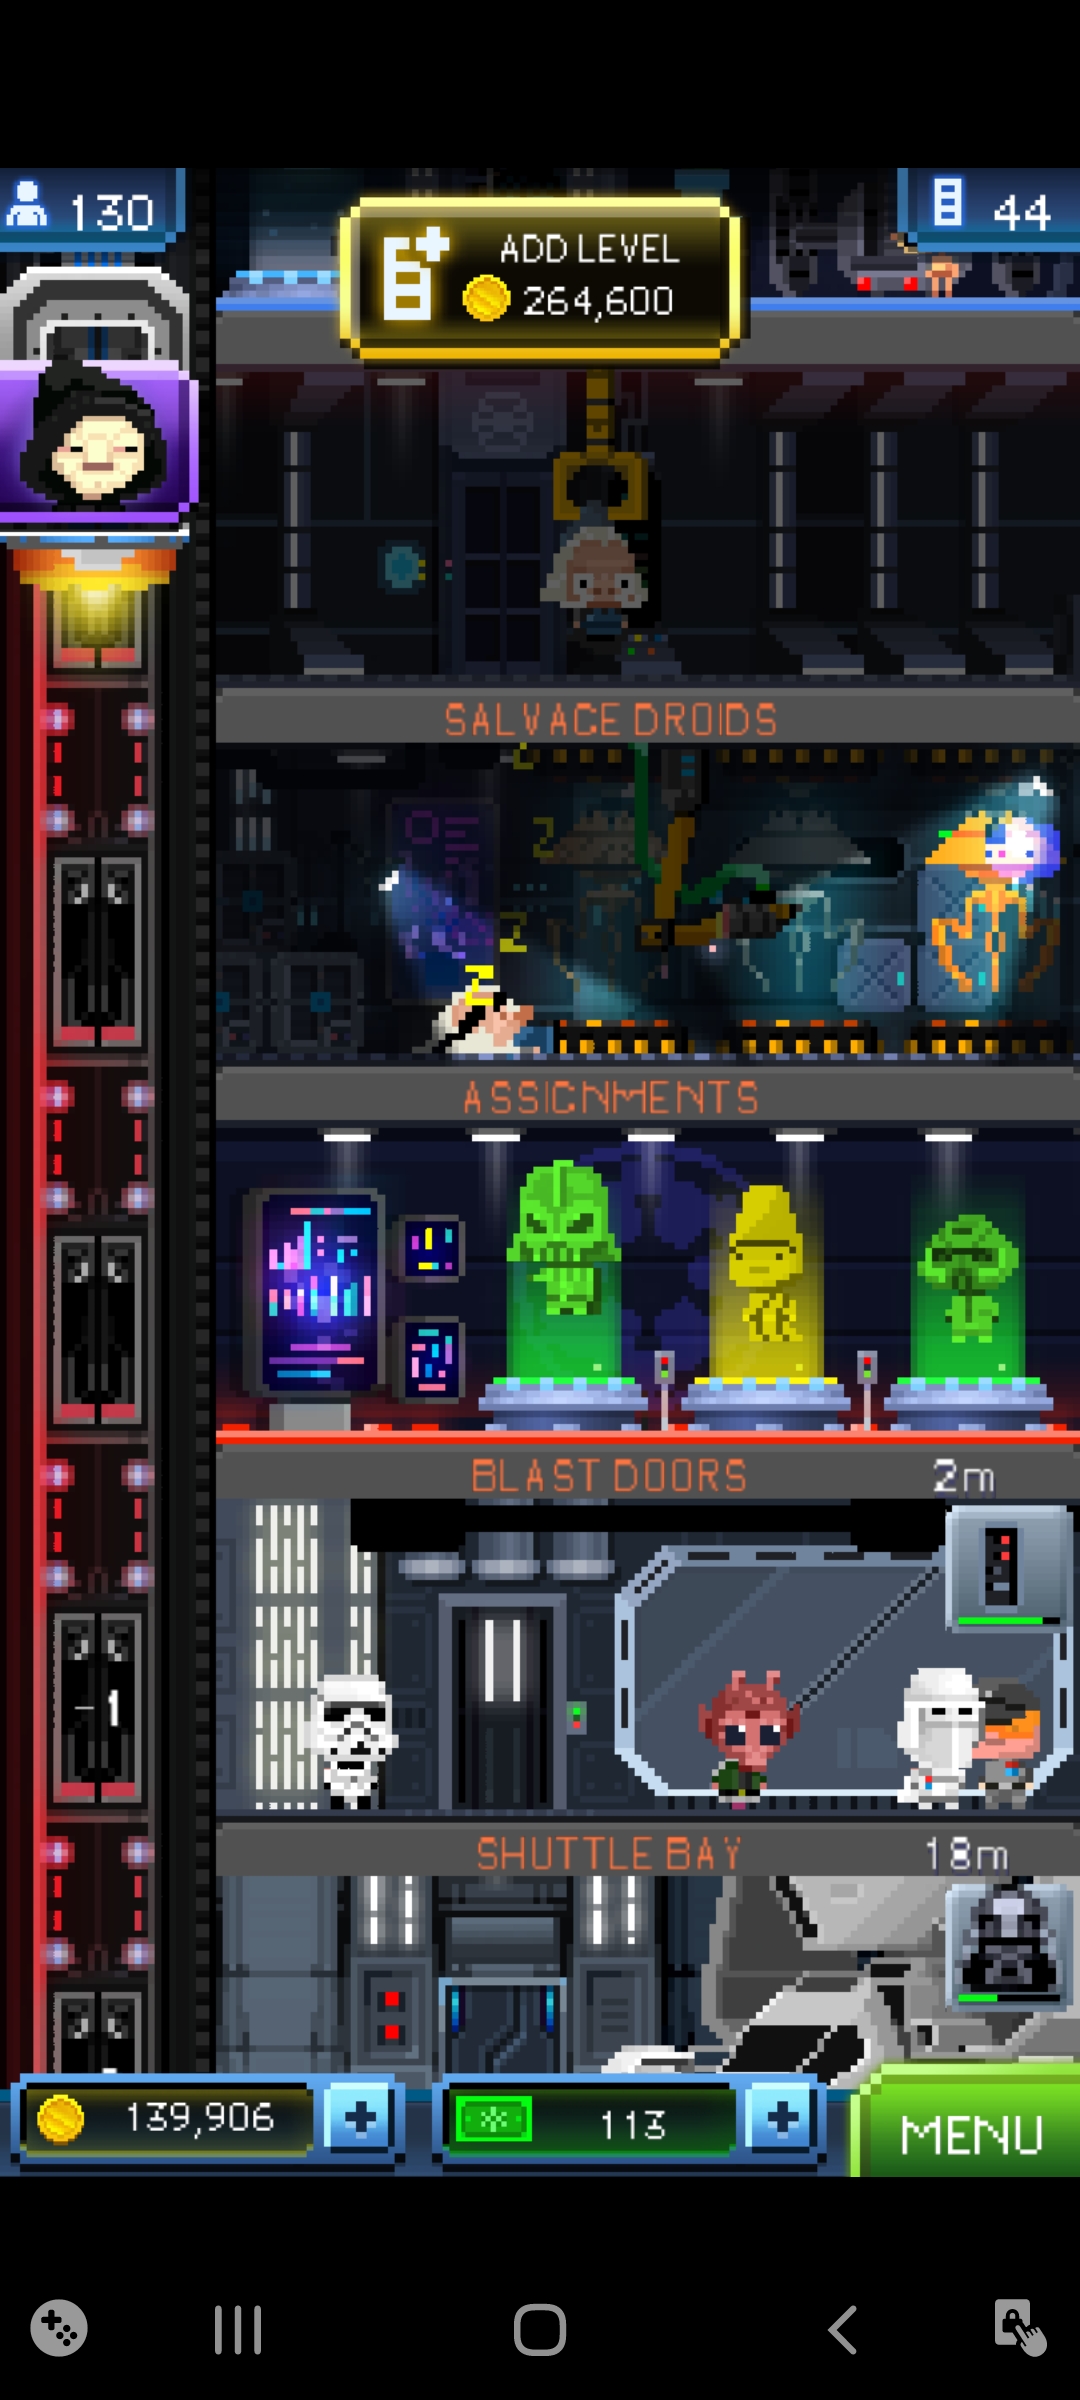 130
ADD LEVEL
264,600
44
SALVAGE DROIDS
Z
Z
Z
ASSIGNMENTS
BLAST DOORS 2m
-1
SHUTTLE BAY 18m
139,906
113
MENU